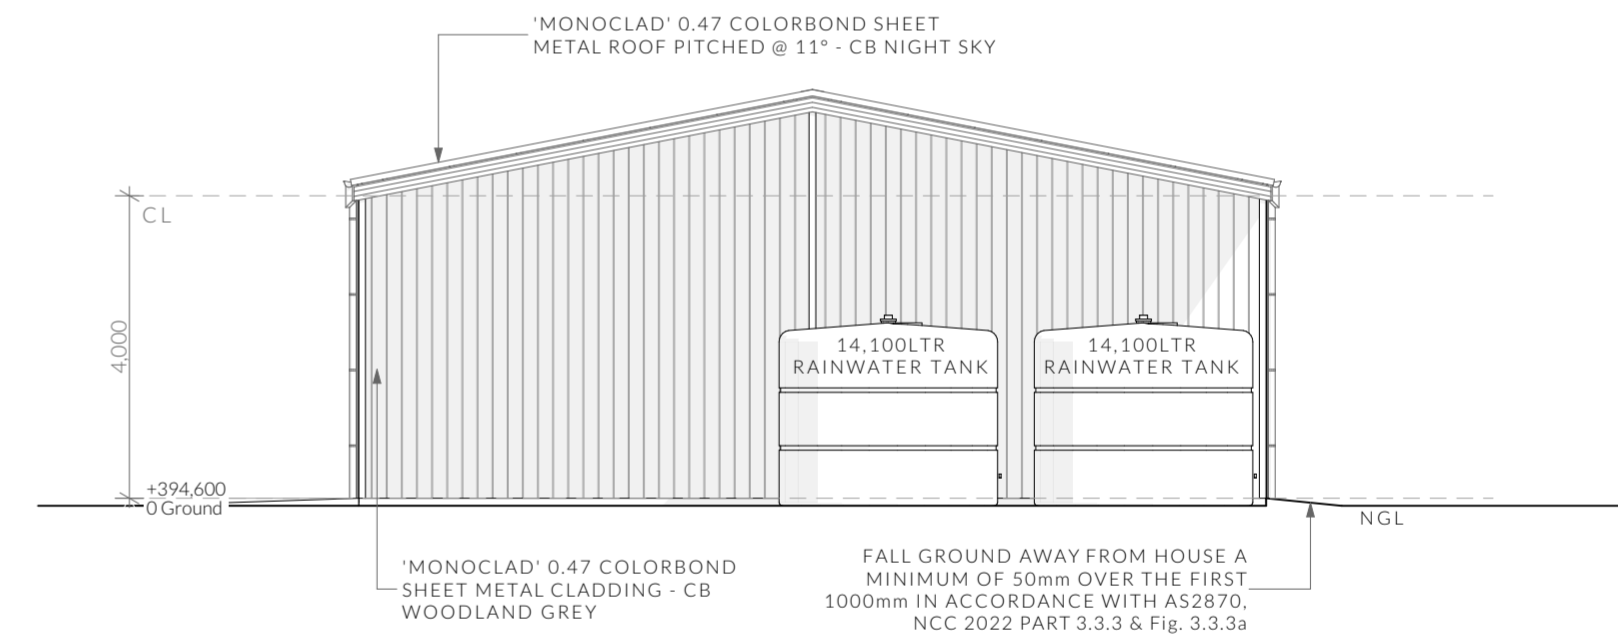 'MONOCLAD' 0.47 COLORBOND SHEET
METAL ROOF PITCHED @ 11° - CB NIGHT SKY
CL
4,000
14,100LTR
RAINWATER TANK
14,100LTR
RAINWATER TANK
+394,600
0 Ground
NGL
'MONOCLAD' 0.47 COLORBOND
SHEET METAL CLADDING - CB
WOODLAND GREY
FALL GROUND AWAY FROM HOUSE A
MINIMUM OF 50mm OVER THE FIRST
1000mm IN ACCORDANCE WITH AS2870,
NCC 2022 PART 3.3.3 & Fig. 3.3.3a